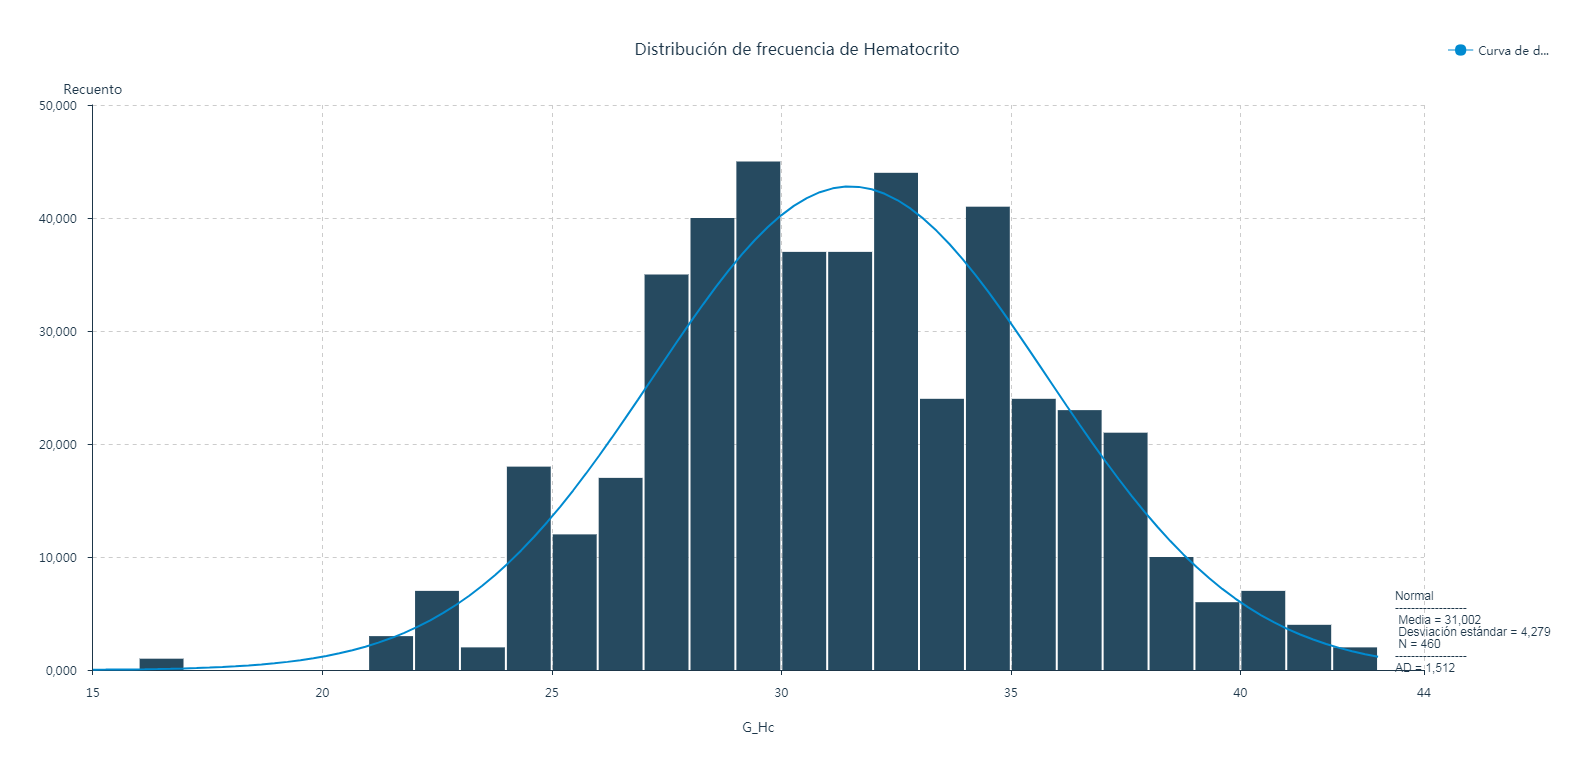 Distribución de frecuencia de Hematocrito
Curva de d...
Recuento
50,000
40,000
30,000
20,000
10,000
0,000
15
20
25
30
35
40
44
G_Hc
Normal
------------------
Media = 31,002
Desviación estándar = 4,279
N = 460
------------------
AD = 1,512